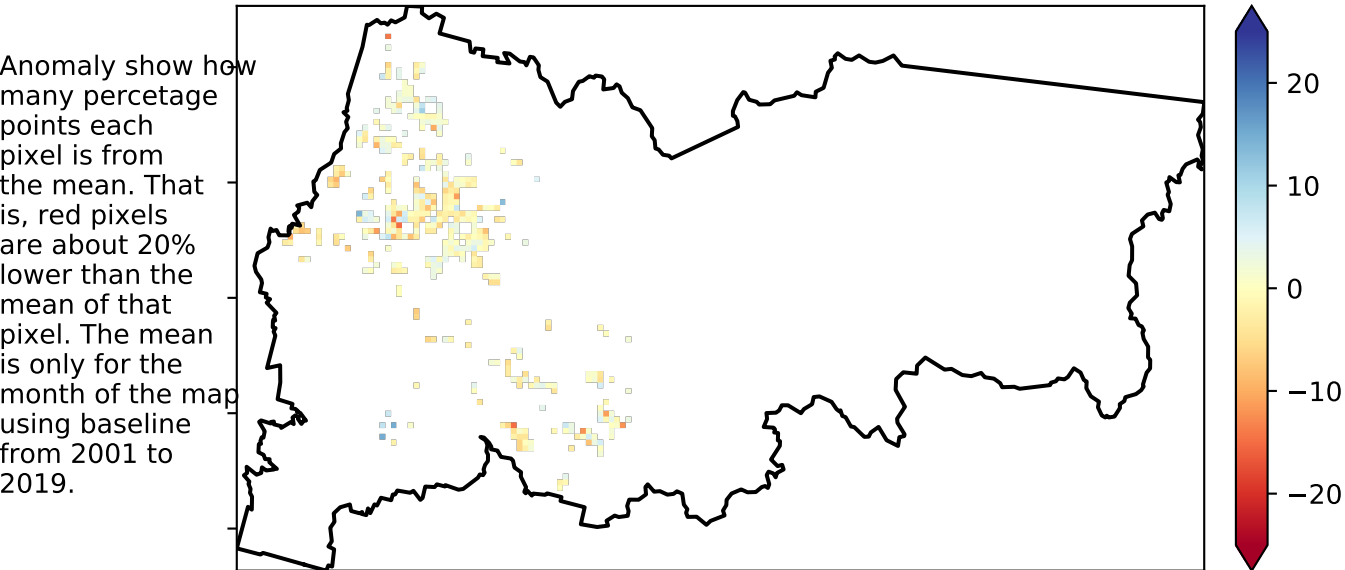 Anomaly show how
many percetage
points each
pixel is from
the mean. That
is, red pixels
are about 20%
lower than the
mean of that
pixel. The mean
is only for the
month of the map
using baseline
from 2001 to
2019.
20
10
0
−10
−20